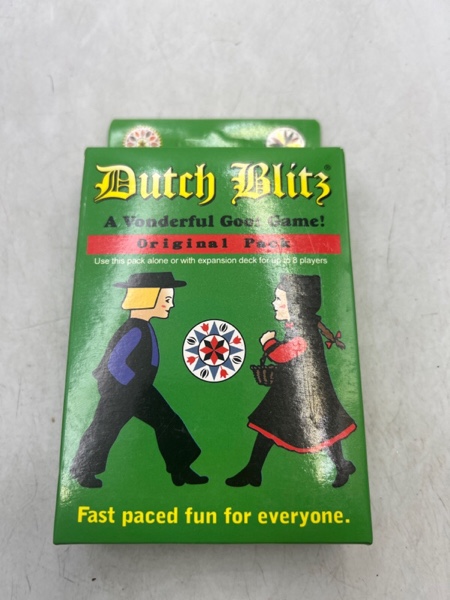 Dutch Blitz®
A Vonderful Goot Game!
Original Pack
Use this pack alone or with expansion deck for up to 8 players
Fast paced fun for everyone.